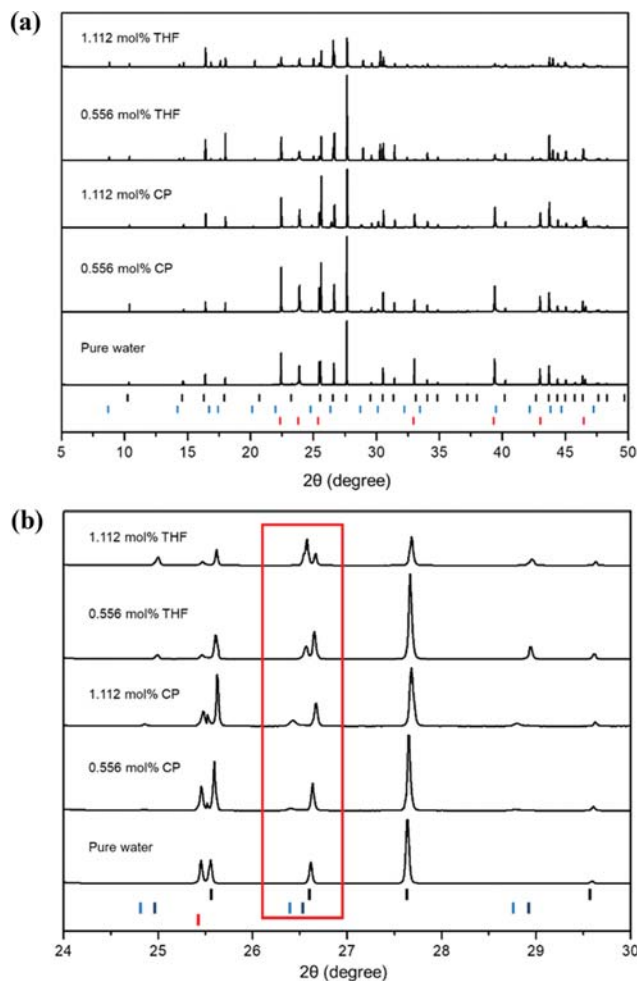 (a)
1.112 mol% THF
0.556 mol% THF
1.112 mol% CP
0.556 mol% CP
Pure water
5 10 15 20 25 30 35 40 45 50
2θ (degree)
(b)
1.112 mol% THF
0.556 mol% THF
1.112 mol% CP
0.556 mol% CP
Pure water
24 25 26 27 28 29 30
2θ (degree)